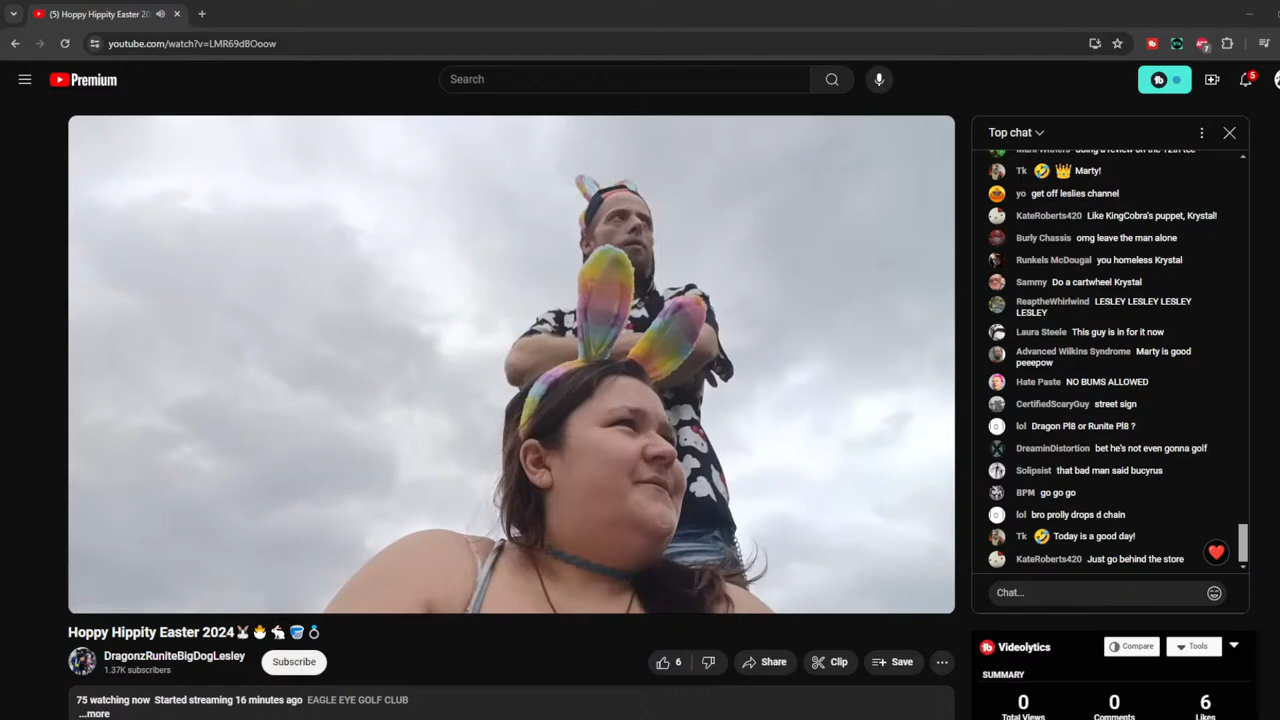 (5) Hoppy Hippity Easter 20
youtube.com/watch?v=LMR69dBOoow
Premium
Search
5
7
Top chat
Tk 🤣 👑 Marty!
yo get off leslies channel
KateRoberts420 Like KingCobra's puppet, Krystal!
Burly Chassis omg leave the man alone
Runkels McDougal you homeless Krystal
Sammy Do a cartwheel Krystal
ReaptheWhirlwind LESLEY LESLEY LESLEY
LESLEY
Laura Steele This guy is in for it now
Advanced Wilkins Syndrome Marty is good
peeepow
Hate Paste NO BUMS ALLOWED
CertifiedScaryGuy street sign
lol Dragon Pl8 or Runite Pl8 ?
DreaminDistortion bet he's not even gonna golf
Solipsist that bad man said bucyrus
BPM go go go
lol bro prolly drops d chain
Tk 🤣 Today is a good day!
KateRoberts420 Just go behind the store
Chat...
Hoppy Hippity Easter 2024
DragonzRuniteBigDogLesley
1.37K subscribers
Subscribe
6
Share
Clip
Save
75 watching now Started streaming 16 minutes ago EAGLE EYE GOLF CLUB
...more
Videolytics
Compare
Tools
SUMMARY
0 0 6
Total Views Comments Likes